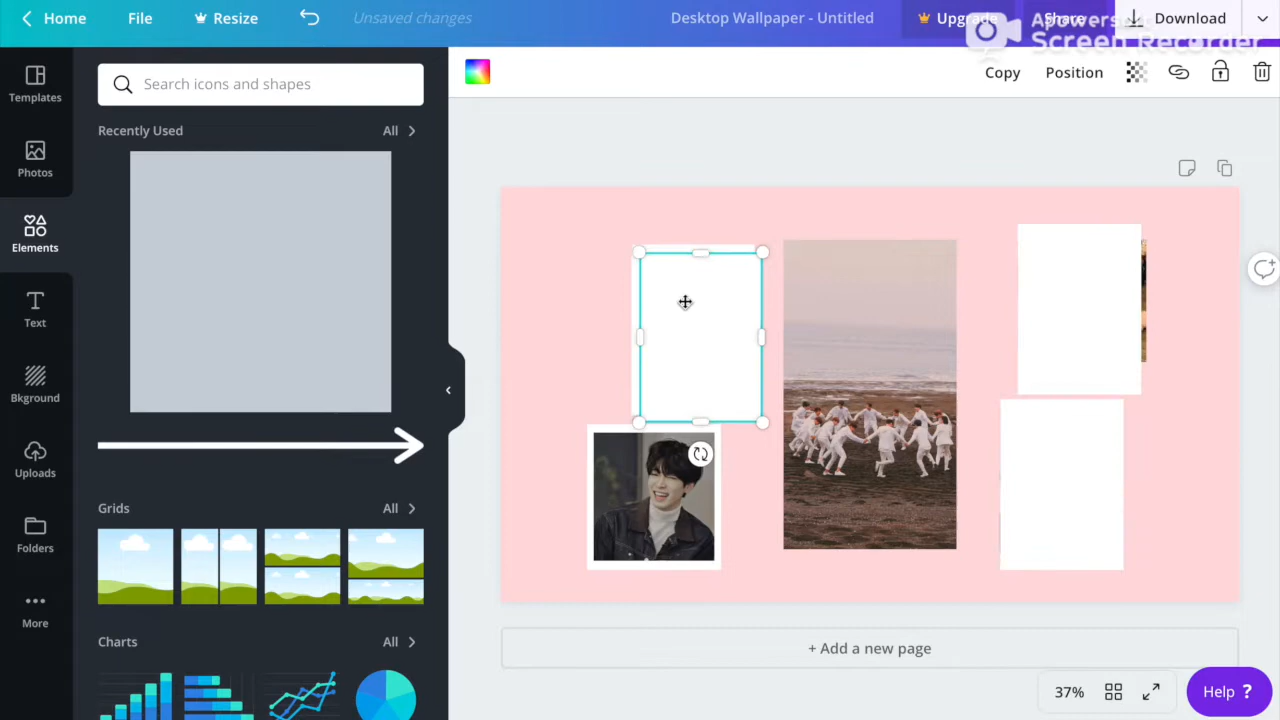 Home
File
Resize
Unsaved changes
Desktop Wallpaper - Untitled
Upgrade
Share
Download
Apowersoft
Screen Recorder
Templates
Photos
Elements
Text
Bkground
Uploads
Folders
More
Search icons and shapes
Recently Used
All
Grids
All
Charts
All
Copy
Position
+ Add a new page
37%
Help ?